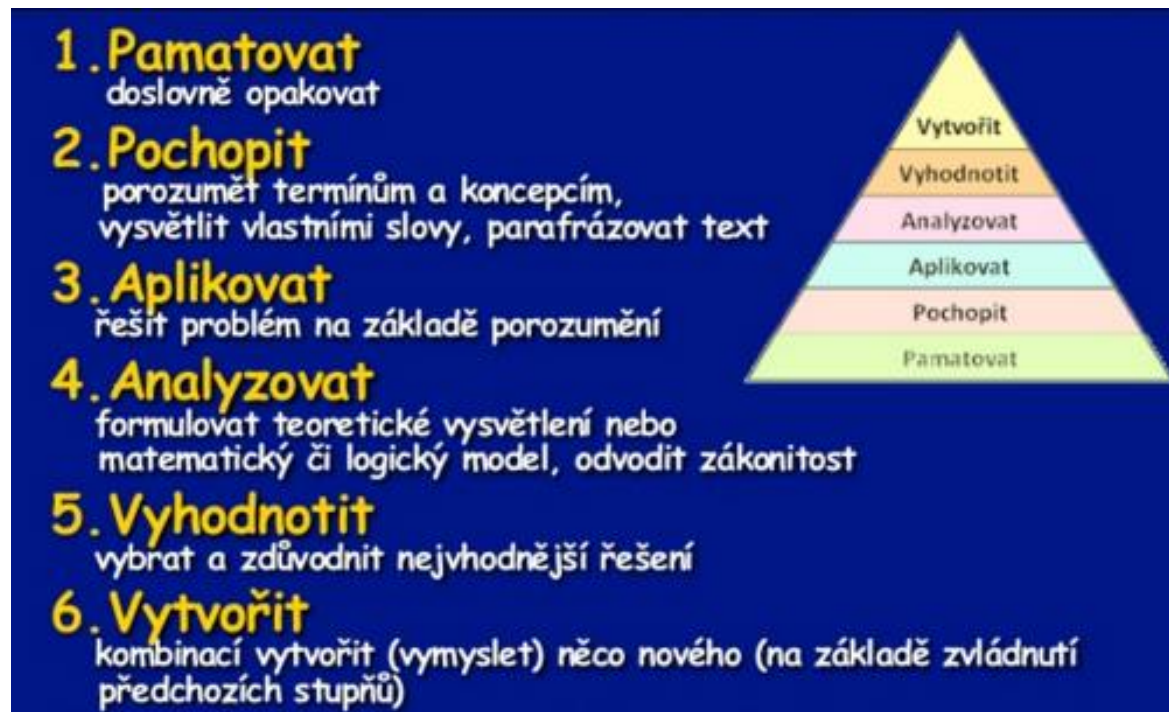 1. Pamatovat
doslovně opakovat
2. Pochopit
porozumět termínům a koncepcím,
vysvětlit vlastními slovy, parafrázovat text
3. Aplikovat
řešit problém na základě porozumění
4. Analyzovat
formulovat teoretické vysvětlení nebo
matematický či logický model, odvodit zákonitost
5. Vyhodnotit
vybrat a zdůvodnit nejvhodnější řešení
6. Vytvořit
kombinací vytvořit (vymyslet) něco nového (na základě zvládnutí
předchozích stupňů)
Vytvořit
Vyhodnotit
Analyzovat
Aplikovat
Pochopit
Pamatovat